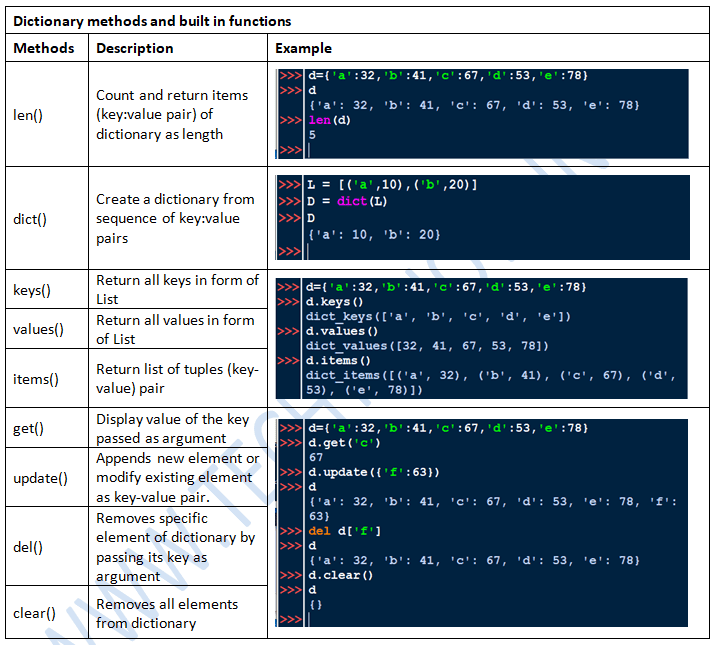 Dictionary methods and built in functions
Methods Description Example
len()
Count and return items
(key:value pair) of
dictionary as length
>>> d={'a':32,'b':41,'c':67,'d':53,'e':78}
>>> d
{'a': 32, 'b': 41, 'c': 67, 'd': 53, 'e': 78}
>>> len(d)
5
>>>
dict()
Create a dictionary from
sequence of key:value
pairs
>>> L = [('a',10),('b',20)]
>>> D = dict(L)
>>> D
{'a': 10, 'b': 20}
>>>
keys()
Return all keys in form of
List
values()
Return all values in form
of List
items()
Return list of tuples (key-
value) pair
>>> d={'a':32,'b':41,'c':67,'d':53,'e':78}
>>> d.keys()
dict_keys(['a', 'b', 'c', 'd', 'e'])
>>> d.values()
dict_values([32, 41, 67, 53, 78])
>>> d.items()
dict_items([('a', 32), ('b', 41), ('c', 67), ('d',
53), ('e', 78)])
get()
Display value of the key
passed as argument
update()
Appends new element or
modify existing element
as key-value pair.
del()
Removes specific
element of dictionary by
passing its key as
argument
clear()
Removes all elements
from dictionary
>>> d={'a':32,'b':41,'c':67,'d':53,'e':78}
>>> d.get('c')
67
>>> d.update({'f':63})
>>> d
{'a': 32, 'b': 41, 'c': 67, 'd': 53, 'e': 78, 'f':
63}
>>> del d['f']
>>> d
{'a': 32, 'b': 41, 'c': 67, 'd': 53, 'e': 78}
>>> d.clear()
>>> d
{}
>>>